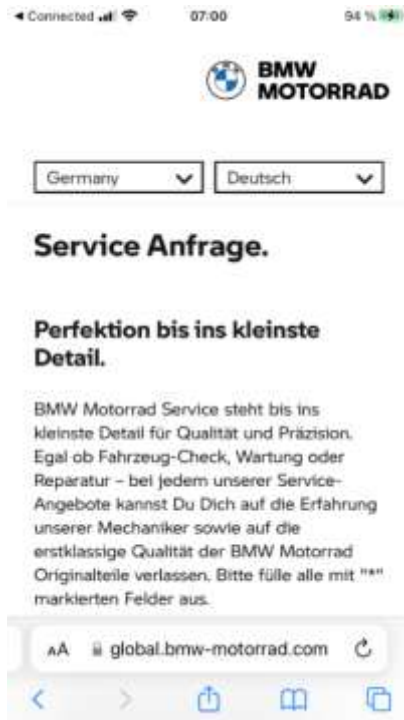 Connected 07:00 94 %
BMW
MOTORRAD
Germany Deutsch
Service Anfrage.
Perfektion bis ins kleinste
Detail.
BMW Motorrad Service steht bis ins
kleinste Detail für Qualität und Präzision.
Egal ob Fahrzeug-Check, Wartung oder
Reparatur – bei jedem unserer Service-
Angebote kannst Du Dich auf die Erfahrung
unserer Mechaniker sowie auf die
erstklassige Qualität der BMW Motorrad
Originalteile verlassen. Bitte fülle alle mit "*"
markierten Felder aus.
AA global.bmw-motorrad.com